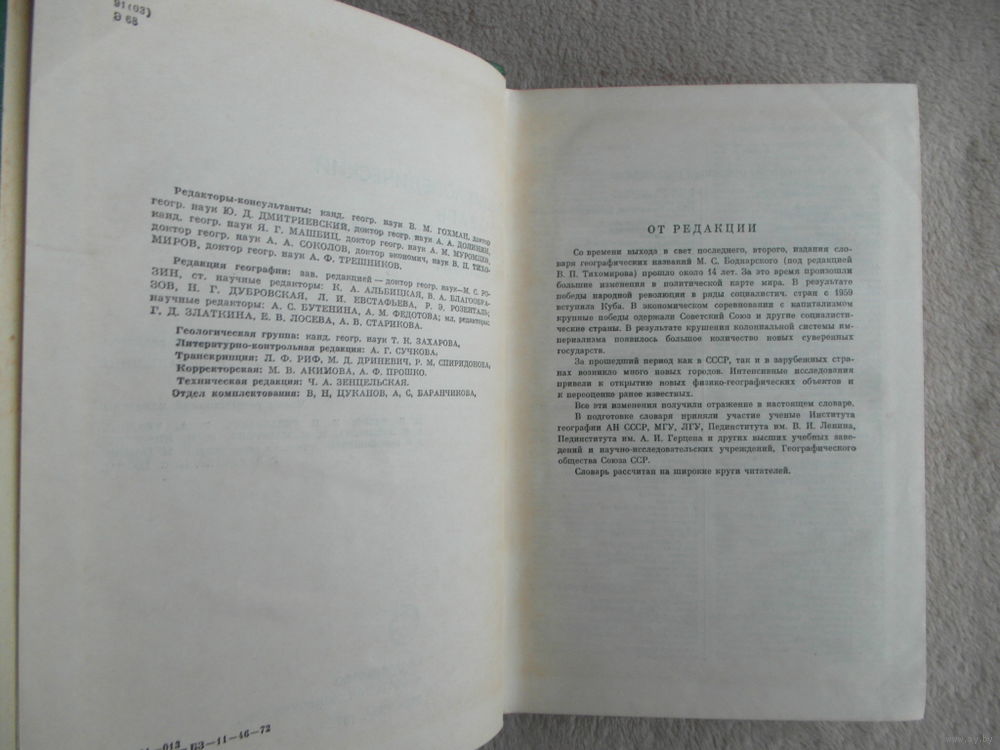 91(03)
Э 68
Редакторы-консультанты: канд. геогр. наук В. М. ГОХМАН, доктор
геогр. наук Ю. Д. ДМИТРИЕВСКИЙ, доктор геогр. наук А. А. ДОЛИНИН,
канд. геогр. наук Я. Г. МАШБИЦ, доктор геогр. наук А. М. МУРОМЦЕВ,
доктор геогр. наук А. А. СОКОЛОВ, доктор экономич. наук В. П. ТИХО-
МИРОВ, доктор геогр. наук А. Ф. ТРЕШНИКОВ.
Редакция географии: зав. редакцией — доктор геогр. наук — М. С. РО-
ЗИН, ст. научные редакторы: К. А. АЛЬБИЦКАЯ, В. А. БЛАГООБРА-
ЗОВ, Н. Г. ДУБРОВСКАЯ, Л. И. ЕВСТАФЬЕВА, Р. Э. РОЗЕНТАЛЬ;
научные редакторы: А. С. БУТЕНИНА, А. М. ФЕДОТОВА; мл. редакторы:
Г. Д. ЗЛАТКИНА, Е. В. ЛОСЕВА, А. В. СТАРИКОВА.
Геологическая группа: канд. геогр. наук Т. К. ЗАХАРОВА,
Литературно-контрольная редакция: А. Г. СУЧКОВА.
Транскрипция: Л. Ф. РИФ, М. Д. ДРИНЕВИЧ, Р. М. СПИРИДОНОВА,
Корректорская: М. В. АКИМОВА, А. Ф. ПРОШКО.
Техническая редакция: Ч. А. ЗЕНЦЕЛЬСКАЯ.
Отдел комплектования: В. Н. ЦУКАНОВ, А. С. БАРАНЧИКОВА,
—013
БЗ—11—46—72
ОТ РЕДАКЦИИ
Со времени выхода в свет последнего, второго, издания сло-
варя географических названий М. С. Боднарского (под редакцией
В. П. Тихомирова) прошло около 14 лет. За это время произошли
большие изменения в политической карте мира. В результате
победы народной революции в ряды социалистич. стран с 1959
вступила Куба. В экономическом соревновании с капитализмом
крупные победы одержали Советский Союз и другие социалисти-
ческие страны. В результате крушения колониальной системы им-
периализма появилось большое количество новых суверенных
государств.
За прошедший период как в СССР, так и в зарубежных стра-
нах возникло много новых городов. Интенсивные исследования
привели к открытию новых физико-географических объектов и
к переоценке ранее известных.
Все эти изменения получили отражение в настоящем словаре.
В подготовке словаря приняли участие ученые Института
географии АН СССР, МГУ, ЛГУ, Пединститута им. В. И. Ленина,
Пединститута им. А. И. Герцена и других высших учебных заве-
дений и научно-исследовательских учреждений, Географического
общества Союза ССР.
Словарь рассчитан на широкие круги читателей.
www.ay.by